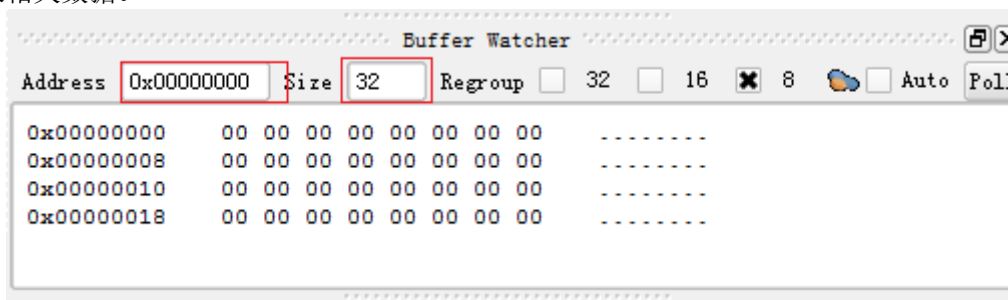 Buffer Watcher
Address 0x00000000 Size 32 Regroup 32 16 8 Auto Poll
0x00000000 00 00 00 00 00 00 00 00 ........
0x00000008 00 00 00 00 00 00 00 00 ........
0x00000010 00 00 00 00 00 00 00 00 ........
0x00000018 00 00 00 00 00 00 00 00 ........